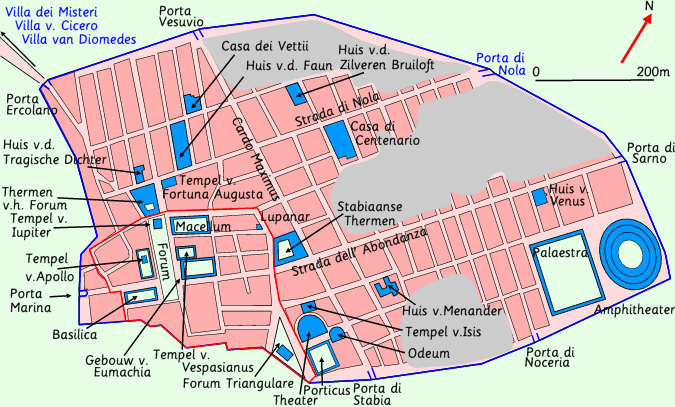 Villa dei Misteri
Villa v. Cicero
Villa van Diomedes
Porta
Vesuvio
N
Casa dei Vettii
Huis v.d. Faun
Huis v.d.
Zilveren Bruiloft
Porta di
Nola
0
200m
Porta
Ercolano
Strada di Nola
Cardo Maximus
Casa di
Centenario
Huis v.d.
Tragische Dichter
Porta di
Sarno
Tempel v.
Fortuna Augusta
Thermen
v.h. Forum
Tempel v.
Iupiter
Macellum
Lupanar
Stabiaanse
Thermen
Huis v.
Venus
Strada dell' Abondanza
Forum
Tempel
v.Apollo
Palaestra
Amphitheater
Porta
Marina
Basilica
Huis v.Menander
Tempel v.Isis
Odeum
Gebouw v.
Eumachia
Tempel v.
Vespasianus
Forum Triangulare
Theater
Porticus
Porta di
Stabia
Porta di
Noceria